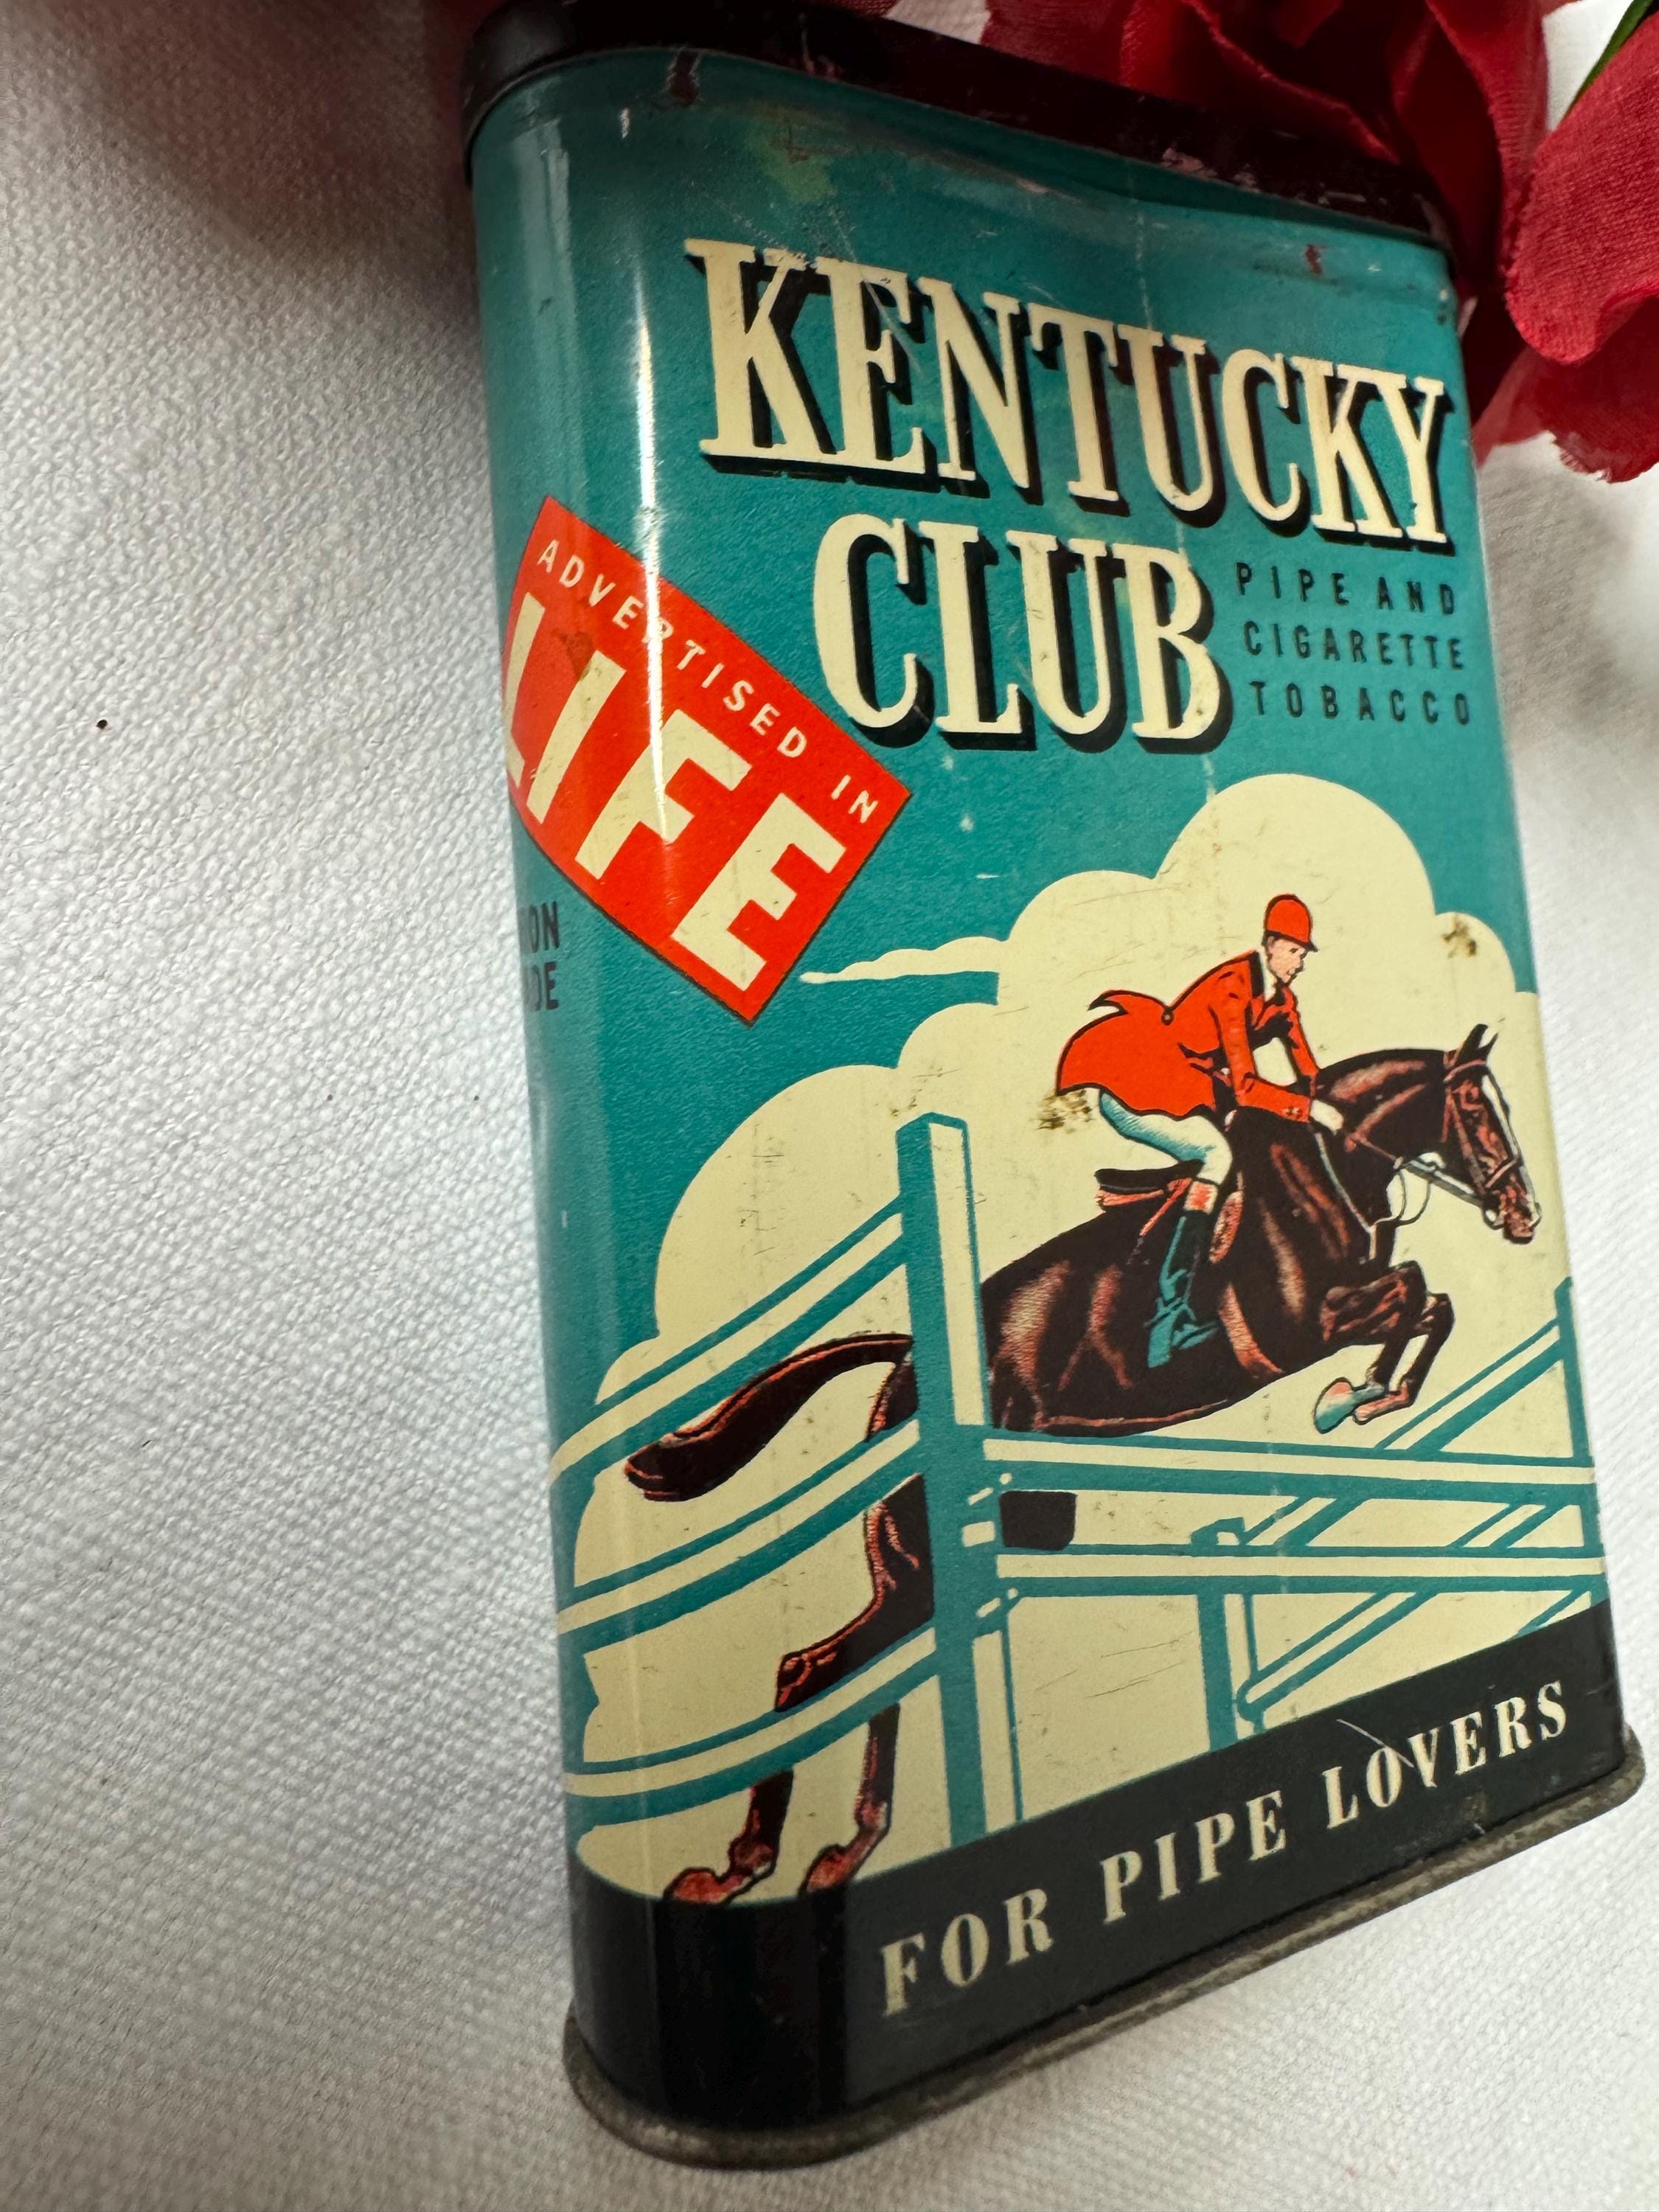 KENTUCKY
CLUB
PIPE AND
CIGARETTE
TOBACCO
ADVERTISED IN
LIFE
FOR PIPE LOVERS